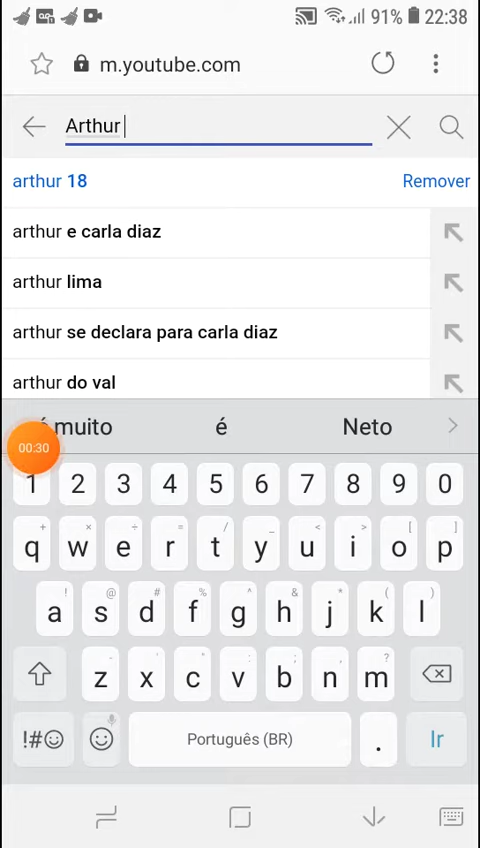 91% 22:38
m.youtube.com
Arthur
arthur 18 Remover
arthur e carla diaz
arthur lima
arthur se declara para carla diaz
arthur do val
é muito é Neto
00:30
1 2 3 4 5 6 7 8 9 0
+ × ÷ = / _ < > [ ]
q w e r t y u i o p
! @ # % ^ & * ( )
a s d f g h j k l
- ' " : ; , ?
z x c v b n m
!#☺ Português (BR) . Ir